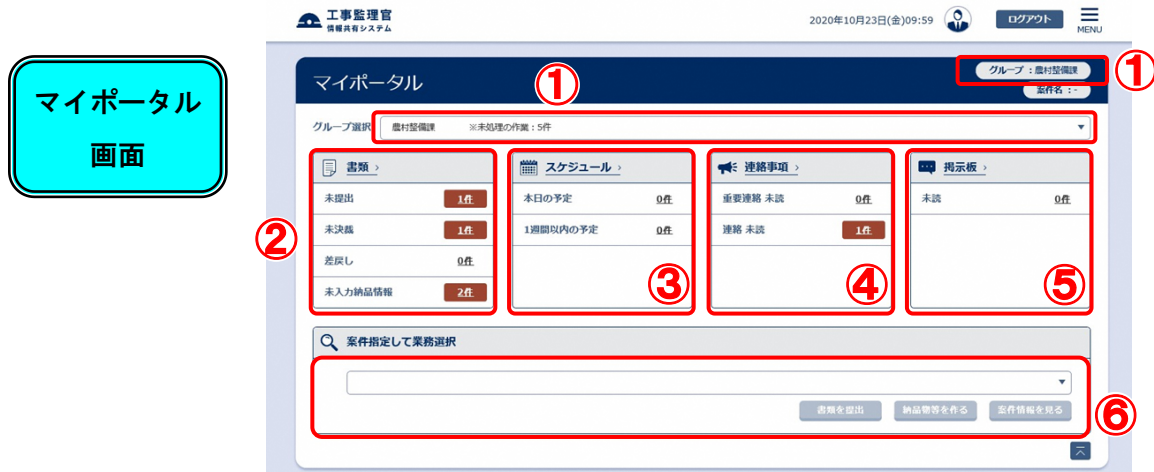 工事監理官
情報共有システム
2020年10月23日(金)09:59
ログアウト
MENU
マイポータル
画面
マイポータル
①
グループ：農村整備課
①
案件名：-
グループ選択
農村整備課 ※未処理の作業：5件
書類 ›
スケジュール ›
連絡事項 ›
掲示板 ›
未提出 1件
本日の予定 0件
重要連絡 未読 0件
未読 0件
未決裁 1件
1週間以内の予定 0件
連絡 未読 1件
差戻し 0件
未入力納品情報 2件
②
③
④
⑤
案件指定して業務選択
書類を提出
納品物等を作る
案件情報を見る
⑥